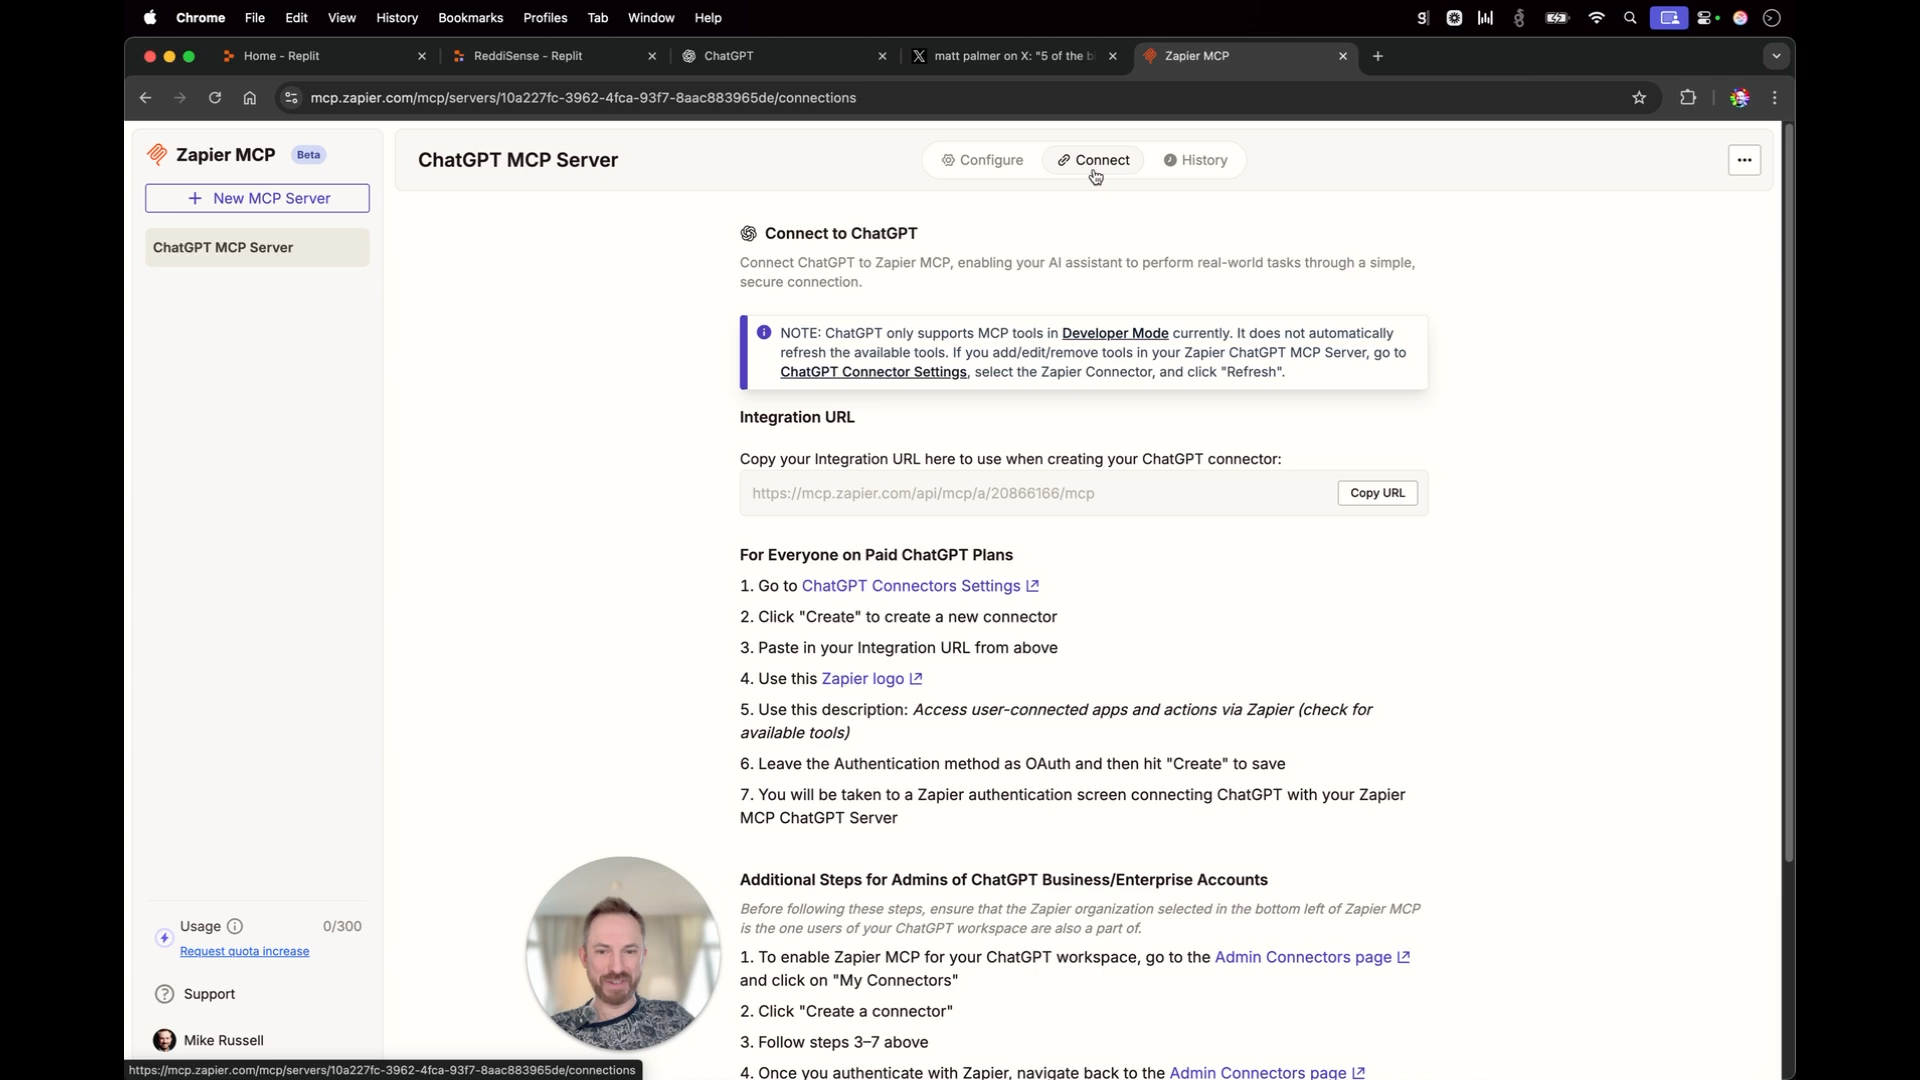 Chrome File Edit View History Bookmarks Profiles Tab Window Help
Home - Replit
ReddiSense - Replit
ChatGPT
matt palmer on X: "5 of the b
Zapier MCP
mcp.zapier.com/mcp/servers/10a227fc-3962-4fca-93f7-8aac883965de/connections
Zapier MCP Beta
New MCP Server
ChatGPT MCP Server
ChatGPT MCP Server
Configure Connect History
Connect to ChatGPT
Connect ChatGPT to Zapier MCP, enabling your AI assistant to perform real-world tasks through a simple,
secure connection.
NOTE: ChatGPT only supports MCP tools in Developer Mode currently. It does not automatically
refresh the available tools. If you add/edit/remove tools in your Zapier ChatGPT MCP Server, go to
ChatGPT Connector Settings, select the Zapier Connector, and click "Refresh".
Integration URL
Copy your Integration URL here to use when creating your ChatGPT connector:
https://mcp.zapier.com/api/mcp/a/20866166/mcp
Copy URL
For Everyone on Paid ChatGPT Plans
1. Go to ChatGPT Connectors Settings
2. Click "Create" to create a new connector
3. Paste in your Integration URL from above
4. Use this Zapier logo
5. Use this description: Access user-connected apps and actions via Zapier (check for
available tools)
6. Leave the Authentication method as OAuth and then hit "Create" to save
7. You will be taken to a Zapier authentication screen connecting ChatGPT with your Zapier
MCP ChatGPT Server
Additional Steps for Admins of ChatGPT Business/Enterprise Accounts
Before following these steps, ensure that the Zapier organization selected in the bottom left of Zapier MCP
is the one users of your ChatGPT workspace are also a part of.
1. To enable Zapier MCP for your ChatGPT workspace, go to the Admin Connectors page
and click on "My Connectors"
2. Click "Create a connector"
3. Follow steps 3–7 above
4. Once you authenticate with Zapier, navigate back to the Admin Connectors page
Usage 0/300
Request quota increase
Support
Mike Russell
https://mcp.zapier.com/mcp/servers/10a227fc-3962-4fca-93f7-8aac883965de/connections